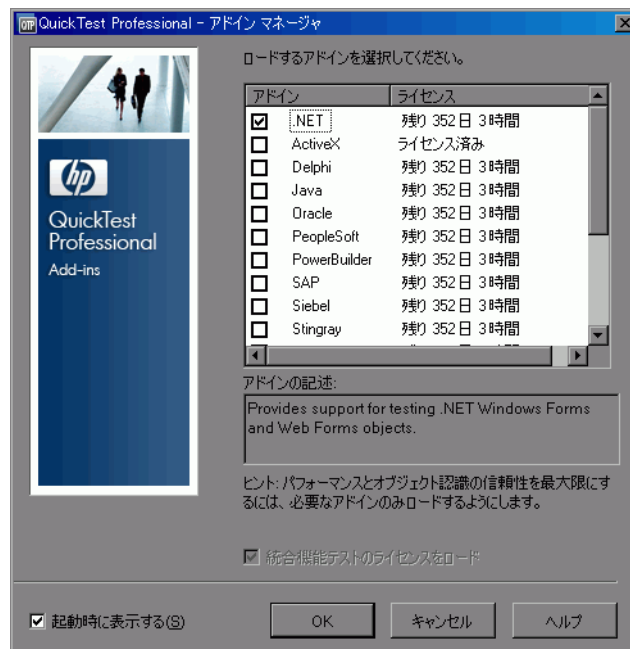 QTP QuickTest Professional - アドイン マネージャ
hp
QuickTest
Professional
Add-ins
ロードするアドインを選択してください。
アドイン ライセンス
.NET 残り 352 日 3 時間
ActiveX ライセンス済み
Delphi 残り 352 日 3 時間
Java 残り 352 日 3 時間
Oracle 残り 352 日 3 時間
PeopleSoft 残り 352 日 3 時間
PowerBuilder 残り 352 日 3 時間
SAP 残り 352 日 3 時間
Siebel 残り 352 日 3 時間
Stingray 残り 352 日 3 時間
アドインの記述:
Provides support for testing .NET Windows Forms
and Web Forms objects.
ヒント: パフォーマンスとオブジェクト認識の信頼性を最大限にす
るには、必要なアドインのみロードするようにします。
統合機能テストのライセンスをロード
起動時に表示する(S)
OK
キャンセル
ヘルプ